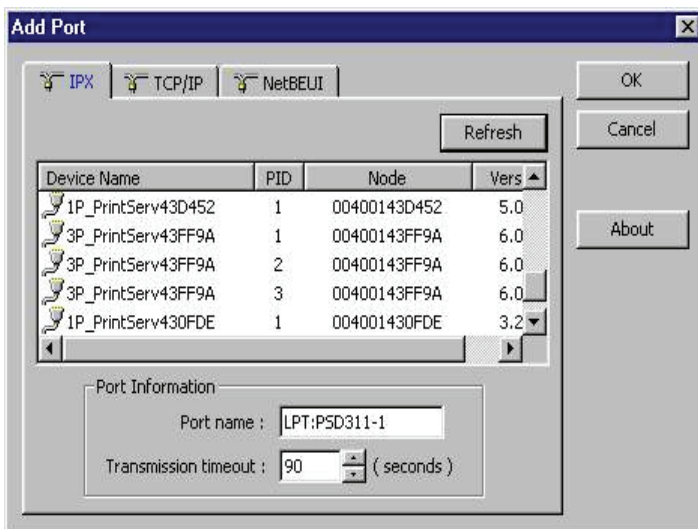 Add Port
IPX TCP/IP NetBEUI
OK
Refresh
Cancel
Device Name PID Node Vers
1P_PrintServ43D452 1 00400143D452 5.0
3P_PrintServ43FF9A 1 00400143FF9A 6.0
3P_PrintServ43FF9A 2 00400143FF9A 6.0
3P_PrintServ43FF9A 3 00400143FF9A 6.0
1P_PrintServ430FDE 1 004001430FDE 3.2
About
Port Information
Port name : LPT:PSD311-1
Transmission timeout : 90 ( seconds )